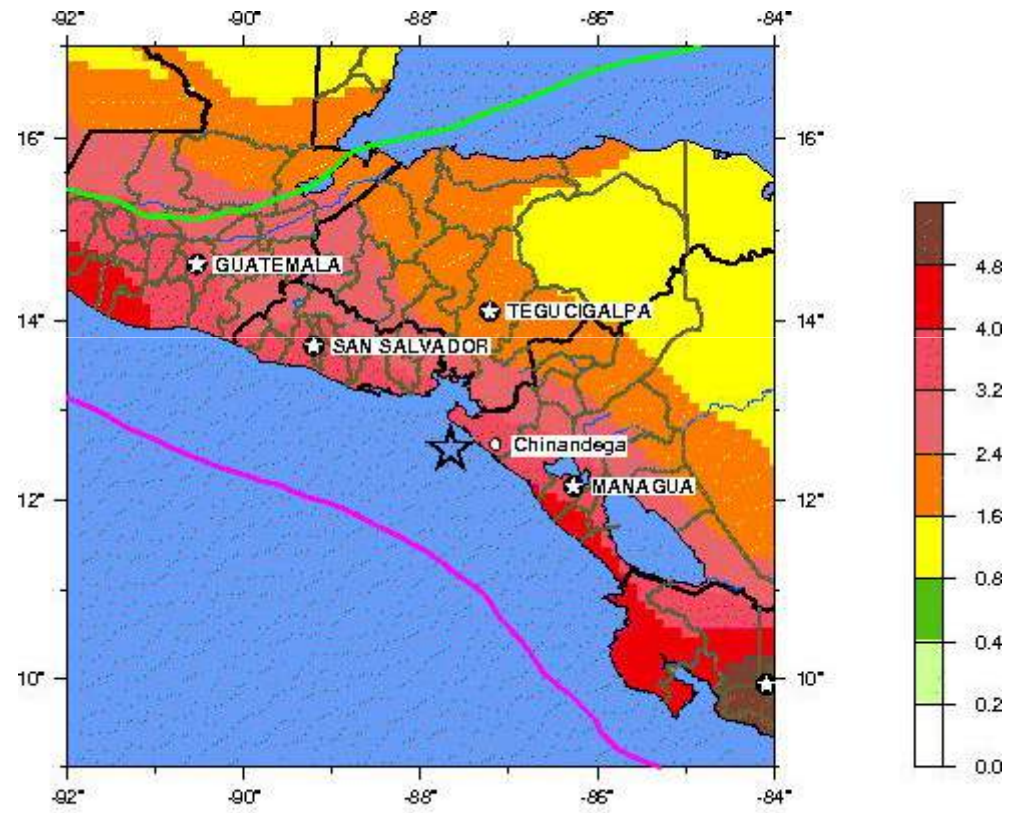 -92° -90° -88° -86° -84°
16° 16°
GUATEMALA
TEGUCIGALPA
14° 14°
SAN SALVADOR
Chinandega
MANAGUA
12° 12°
10° 10°
-92° -90° -88° -86° -84°
4.8
4.0
3.2
2.4
1.6
0.8
0.4
0.2
0.0